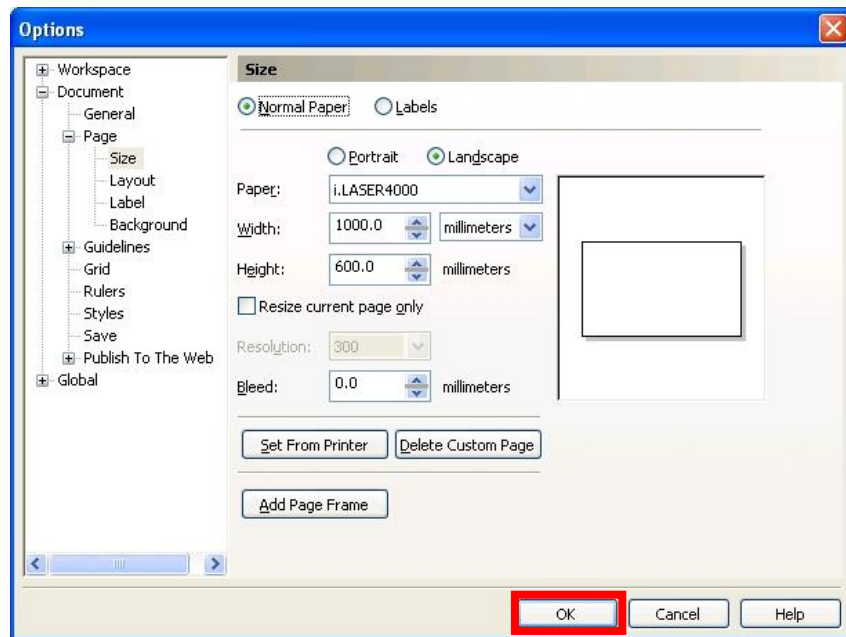 Options
Workspace
Document
General
Page
Size
Layout
Label
Background
Guidelines
Grid
Rulers
Styles
Save
Publish To The Web
Global
Size
Normal Paper Labels
Portrait Landscape
Paper: i.LASER4000
Width: 1000.0 millimeters
Height: 600.0 millimeters
Resize current page only
Resolution: 300
Bleed: 0.0 millimeters
Set From Printer Delete Custom Page
Add Page Frame
OK Cancel Help